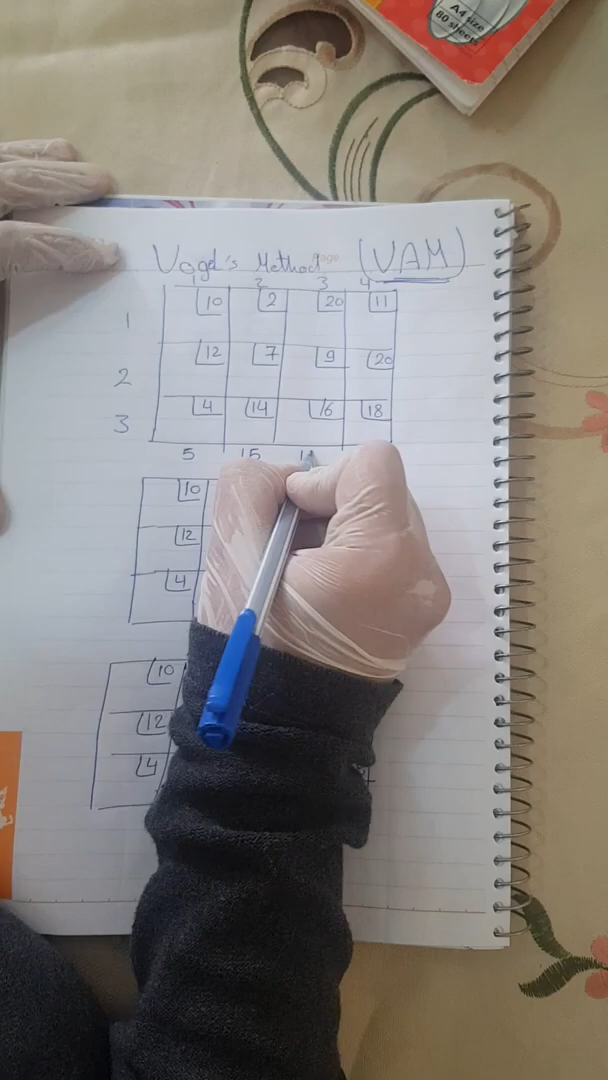 A4 size
80 sheets
Vogel's Method (VAM)
Page
1 2 3 4
1 10 2 20 11
2 12 7 9 20
3 4 14 16 18
5 15
10
12
4
10
12
4